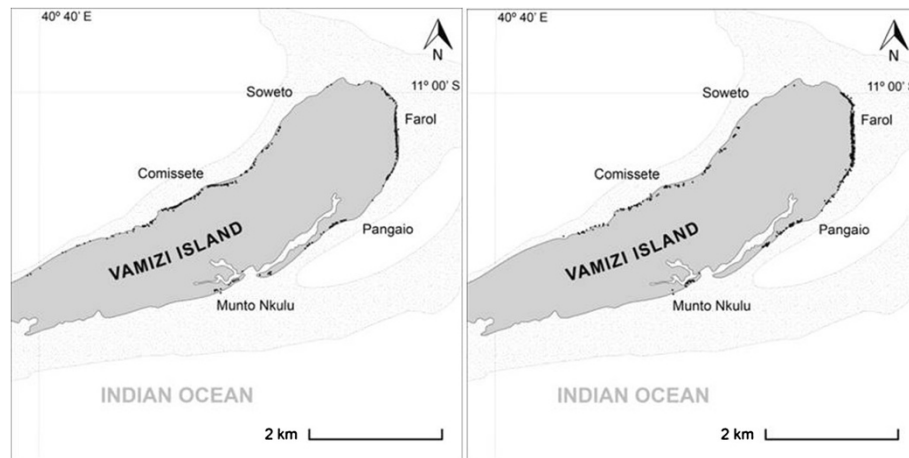 40º 40' E
N
11º 00' S
Soweto
Farol
Comissete
Pangaio
VAMIZI ISLAND
Munto Nkulu
INDIAN OCEAN
2 km
40º 40' E
N
11º 00' S
Soweto
Farol
Comissete
Pangaio
VAMIZI ISLAND
Munto Nkulu
INDIAN OCEAN
2 km